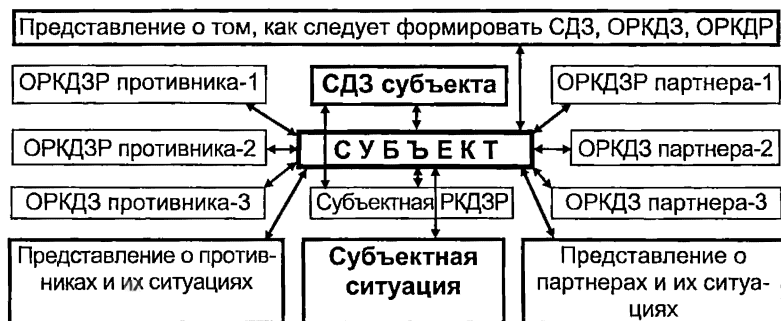 Представление о том, как следует формировать СДЗ, ОРКДЗ, ОРКДР
ОРКДЗР противника-1
СДЗ субъекта
ОРКДЗР партнера-1
ОРКДЗР противника-2
СУБЪЕКТ
ОРКДЗ партнера-2
ОРКДЗ противника-3
Субъектная РКДЗР
ОРКДЗ партнера-3
Представление о против-
никах и их ситуациях
Субъектная
ситуация
Представление о
партнерах и их ситуа-
циях